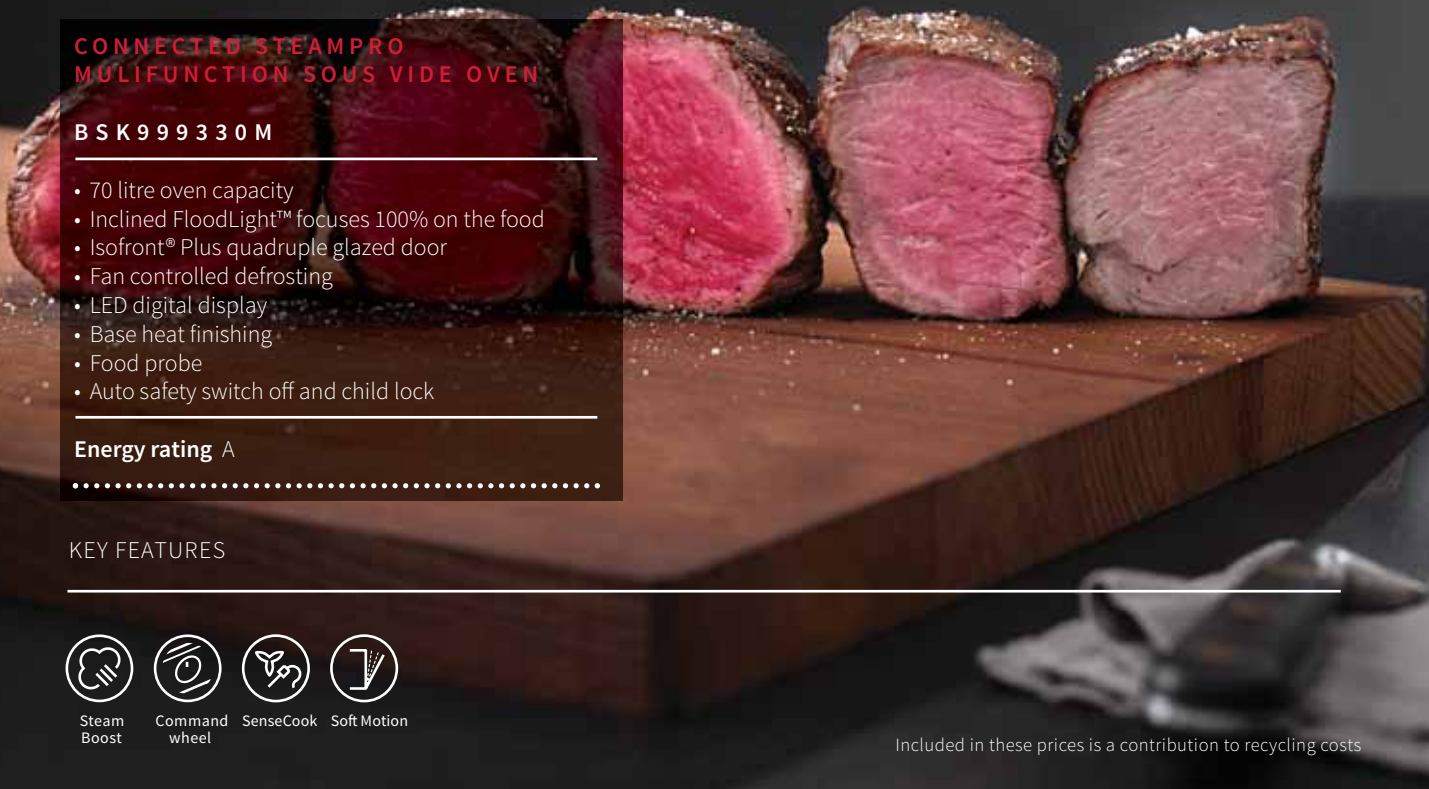 CONNECTED STEAMPRO
MULIFUNCTION SOUS VIDE OVEN
BSK999330M
• 70 litre oven capacity
• Inclined FloodLight™ focuses 100% on the food
• Isofront® Plus quadruple glazed door
• Fan controlled defrosting
• LED digital display
• Base heat finishing
• Food probe
• Auto safety switch off and child lock
Energy rating A
KEY FEATURES
Steam Boost
Command wheel
SenseCook
Soft Motion
Included in these prices is a contribution to recycling costs